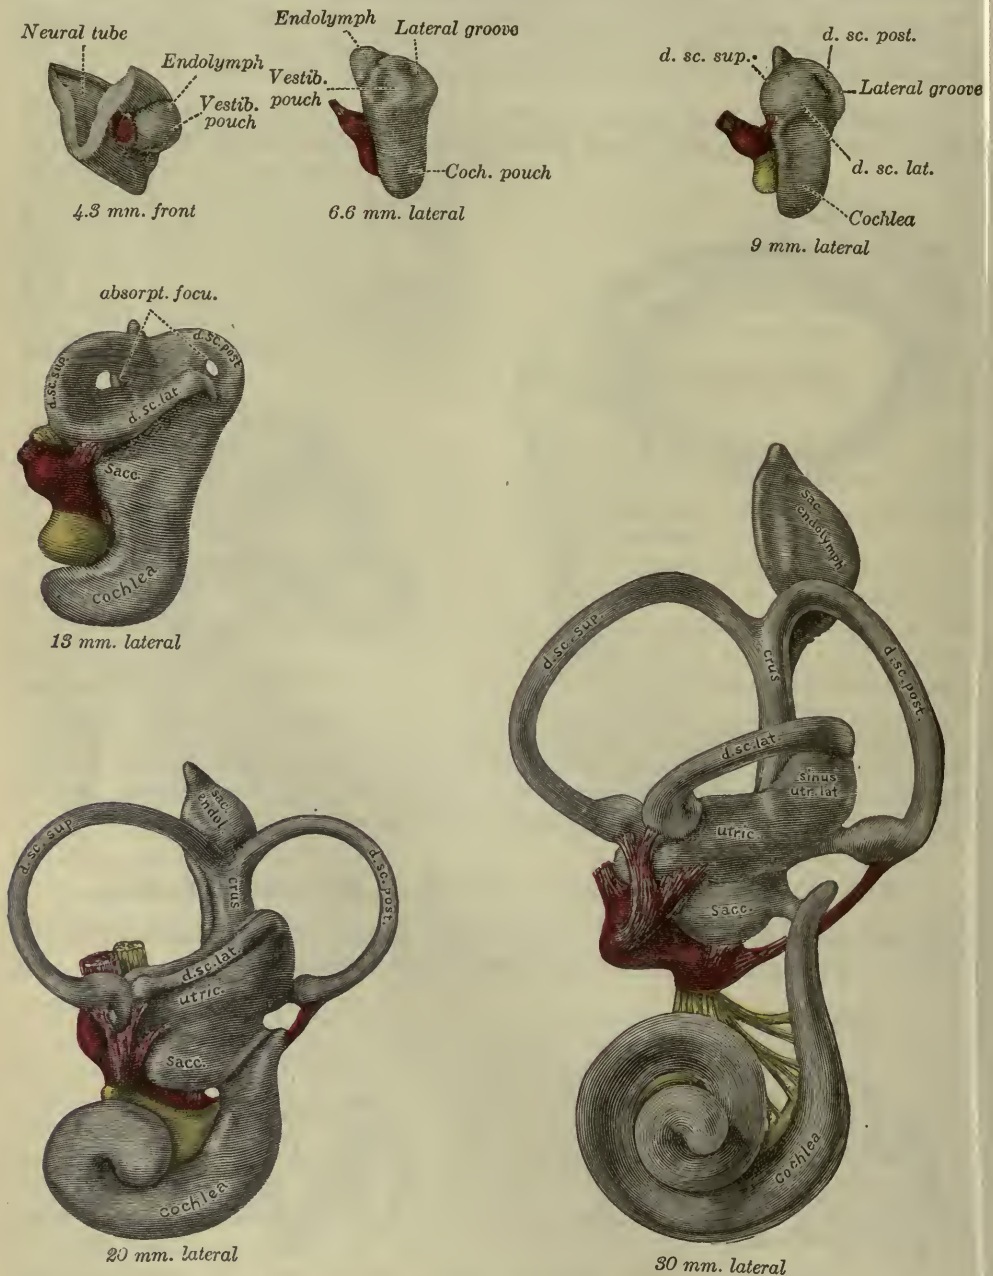 Neural tube
Endolymph
Vestib.
pouch
4.3 mm. front
Endolymph
Lateral groove
Vestib.
pouch
Coch. pouch
6.6 mm. lateral
d. sc. sup.
d. sc. post.
Lateral groove
d. sc. lat.
Cochlea
9 mm. lateral
absorpt. focu.
d.sc.sup.
d.sc.post
d.sc.lat
Sacc.
cochlea
13 mm. lateral
sac.
endol.
d.sc.sup
d.sc.post.
crus
d.sc.lat.
utric.
sacc.
cochlea
20 mm. lateral
sac.
endolymph
d.sc.sup.
crus
d.sc.post.
d.sc.lat.
sinus
utr.lat
utric.
Sacc.
cochlea
30 mm. lateral